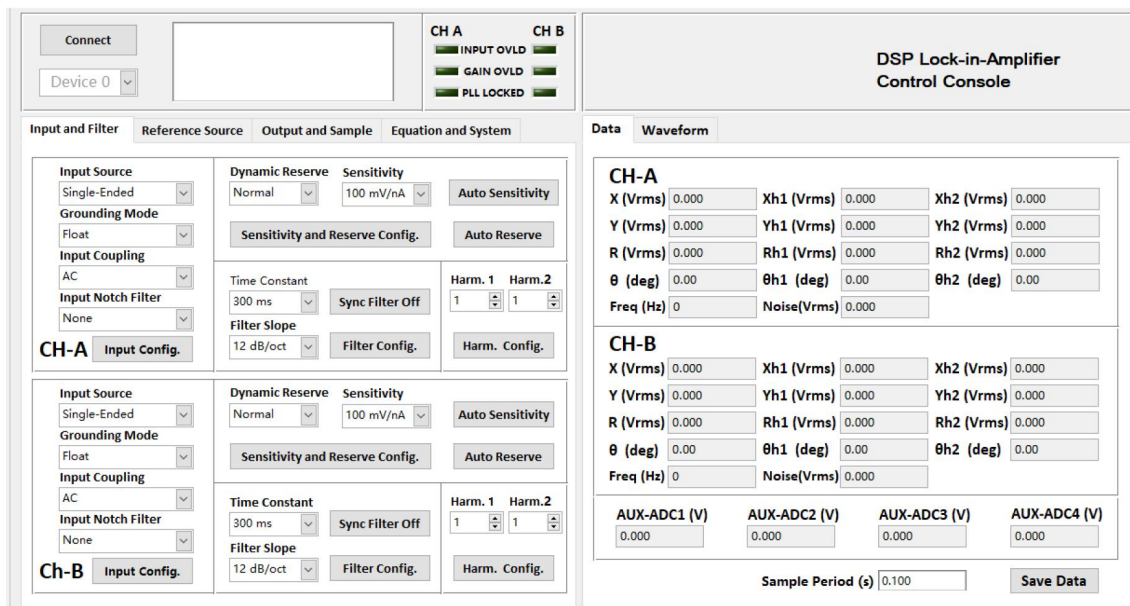 Connect
Device 0
CH A CH B
INPUT OVLD
GAIN OVLD
PLL LOCKED
DSP Lock-in-Amplifier
Control Console
Input and Filter Reference Source Output and Sample Equation and System
Input Source
Single-Ended
Grounding Mode
Float
Input Coupling
AC
Input Notch Filter
None
CH-A Input Config.
Dynamic Reserve Sensitivity
Normal 100 mV/nA Auto Sensitivity
Sensitivity and Reserve Config. Auto Reserve
Time Constant
300 ms Sync Filter Off
Filter Slope
12 dB/oct Filter Config.
Harm. 1 Harm.2
1 1
Harm. Config.
Input Source
Single-Ended
Grounding Mode
Float
Input Coupling
AC
Input Notch Filter
None
Ch-B Input Config.
Dynamic Reserve Sensitivity
Normal 100 mV/nA Auto Sensitivity
Sensitivity and Reserve Config. Auto Reserve
Time Constant
300 ms Sync Filter Off
Filter Slope
12 dB/oct Filter Config.
Harm. 1 Harm.2
1 1
Harm. Config.
Data Waveform
CH-A
X (Vrms) 0.000 Xh1 (Vrms) 0.000 Xh2 (Vrms) 0.000
Y (Vrms) 0.000 Yh1 (Vrms) 0.000 Yh2 (Vrms) 0.000
R (Vrms) 0.000 Rh1 (Vrms) 0.000 Rh2 (Vrms) 0.000
θ (deg) 0.00 θh1 (deg) 0.00 θh2 (deg) 0.00
Freq (Hz) 0 Noise(Vrms) 0.000
CH-B
X (Vrms) 0.000 Xh1 (Vrms) 0.000 Xh2 (Vrms) 0.000
Y (Vrms) 0.000 Yh1 (Vrms) 0.000 Yh2 (Vrms) 0.000
R (Vrms) 0.000 Rh1 (Vrms) 0.000 Rh2 (Vrms) 0.000
θ (deg) 0.00 θh1 (deg) 0.00 θh2 (deg) 0.00
Freq (Hz) 0 Noise(Vrms) 0.000
AUX-ADC1 (V) AUX-ADC2 (V) AUX-ADC3 (V) AUX-ADC4 (V)
0.000 0.000 0.000 0.000
Sample Period (s) 0.100 Save Data